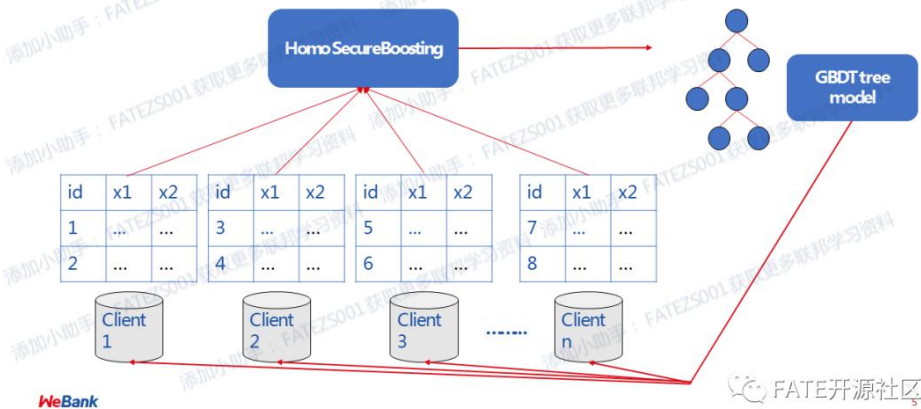 Homo SecureBoosting
GBDT tree
model
id x1 x2
1 ... ...
2 ... ...
id x1 x2
3 ... ...
4 ... ...
id x1 x2
5 ... ...
6 ... ...
id x1 x2
7 ... ...
8 ... ...
Client
1
Client
2
Client
3
........
Client
n
WeBank
FATE开源社区
5
添加小助手：FATEZS001 获取更多联邦学习资料